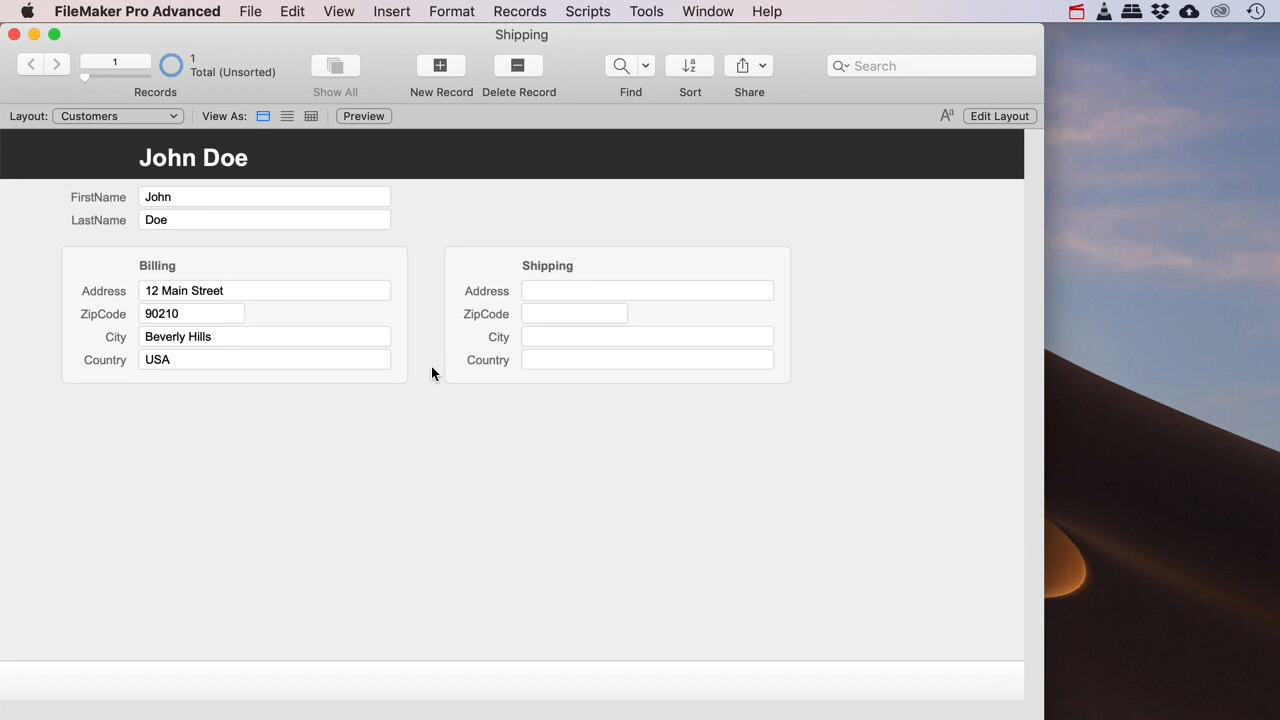 FileMaker Pro Advanced File Edit View Insert Format Records Scripts Tools Window Help
Shipping
1
1
Total (Unsorted)
Search
Records Show All New Record Delete Record Find Sort Share
Layout: Customers View As: Preview Aa Edit Layout
John Doe
FirstName John
LastName Doe
Billing
Address 12 Main Street
ZipCode 90210
City Beverly Hills
Country USA
Shipping
Address
ZipCode
City
Country